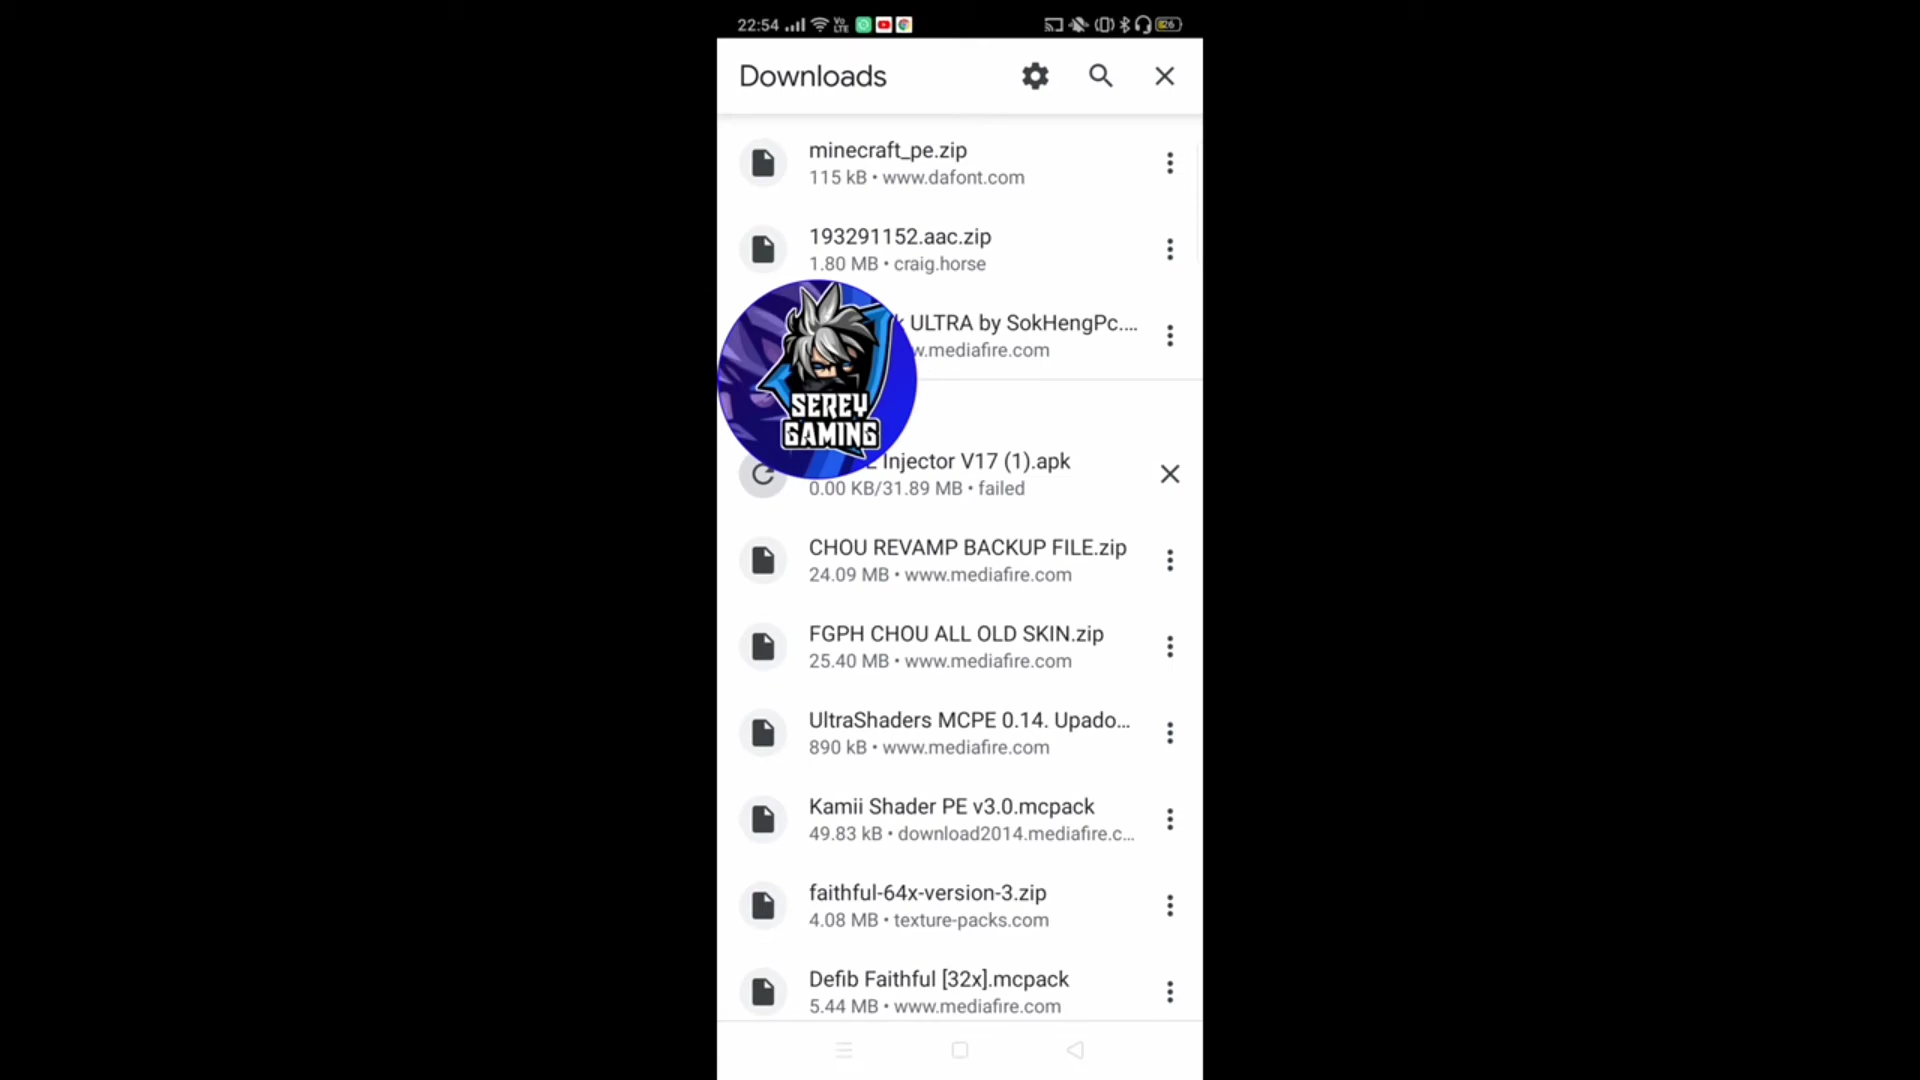 22:54 Vo LTE 26
Downloads
minecraft_pe.zip
115 kB • www.dafont.com
193291152.aac.zip
1.80 MB • craig.horse
ULTRA by SokHengPc....
w.mediafire.com
SEREY
GAMING
Injector V17 (1).apk
0.00 KB/31.89 MB • failed
CHOU REVAMP BACKUP FILE.zip
24.09 MB • www.mediafire.com
FGPH CHOU ALL OLD SKIN.zip
25.40 MB • www.mediafire.com
UltraShaders MCPE 0.14. Upado...
890 kB • www.mediafire.com
Kamii Shader PE v3.0.mcpack
49.83 kB • download2014.mediafire.c...
faithful-64x-version-3.zip
4.08 MB • texture-packs.com
Defib Faithful [32x].mcpack
5.44 MB • www.mediafire.com